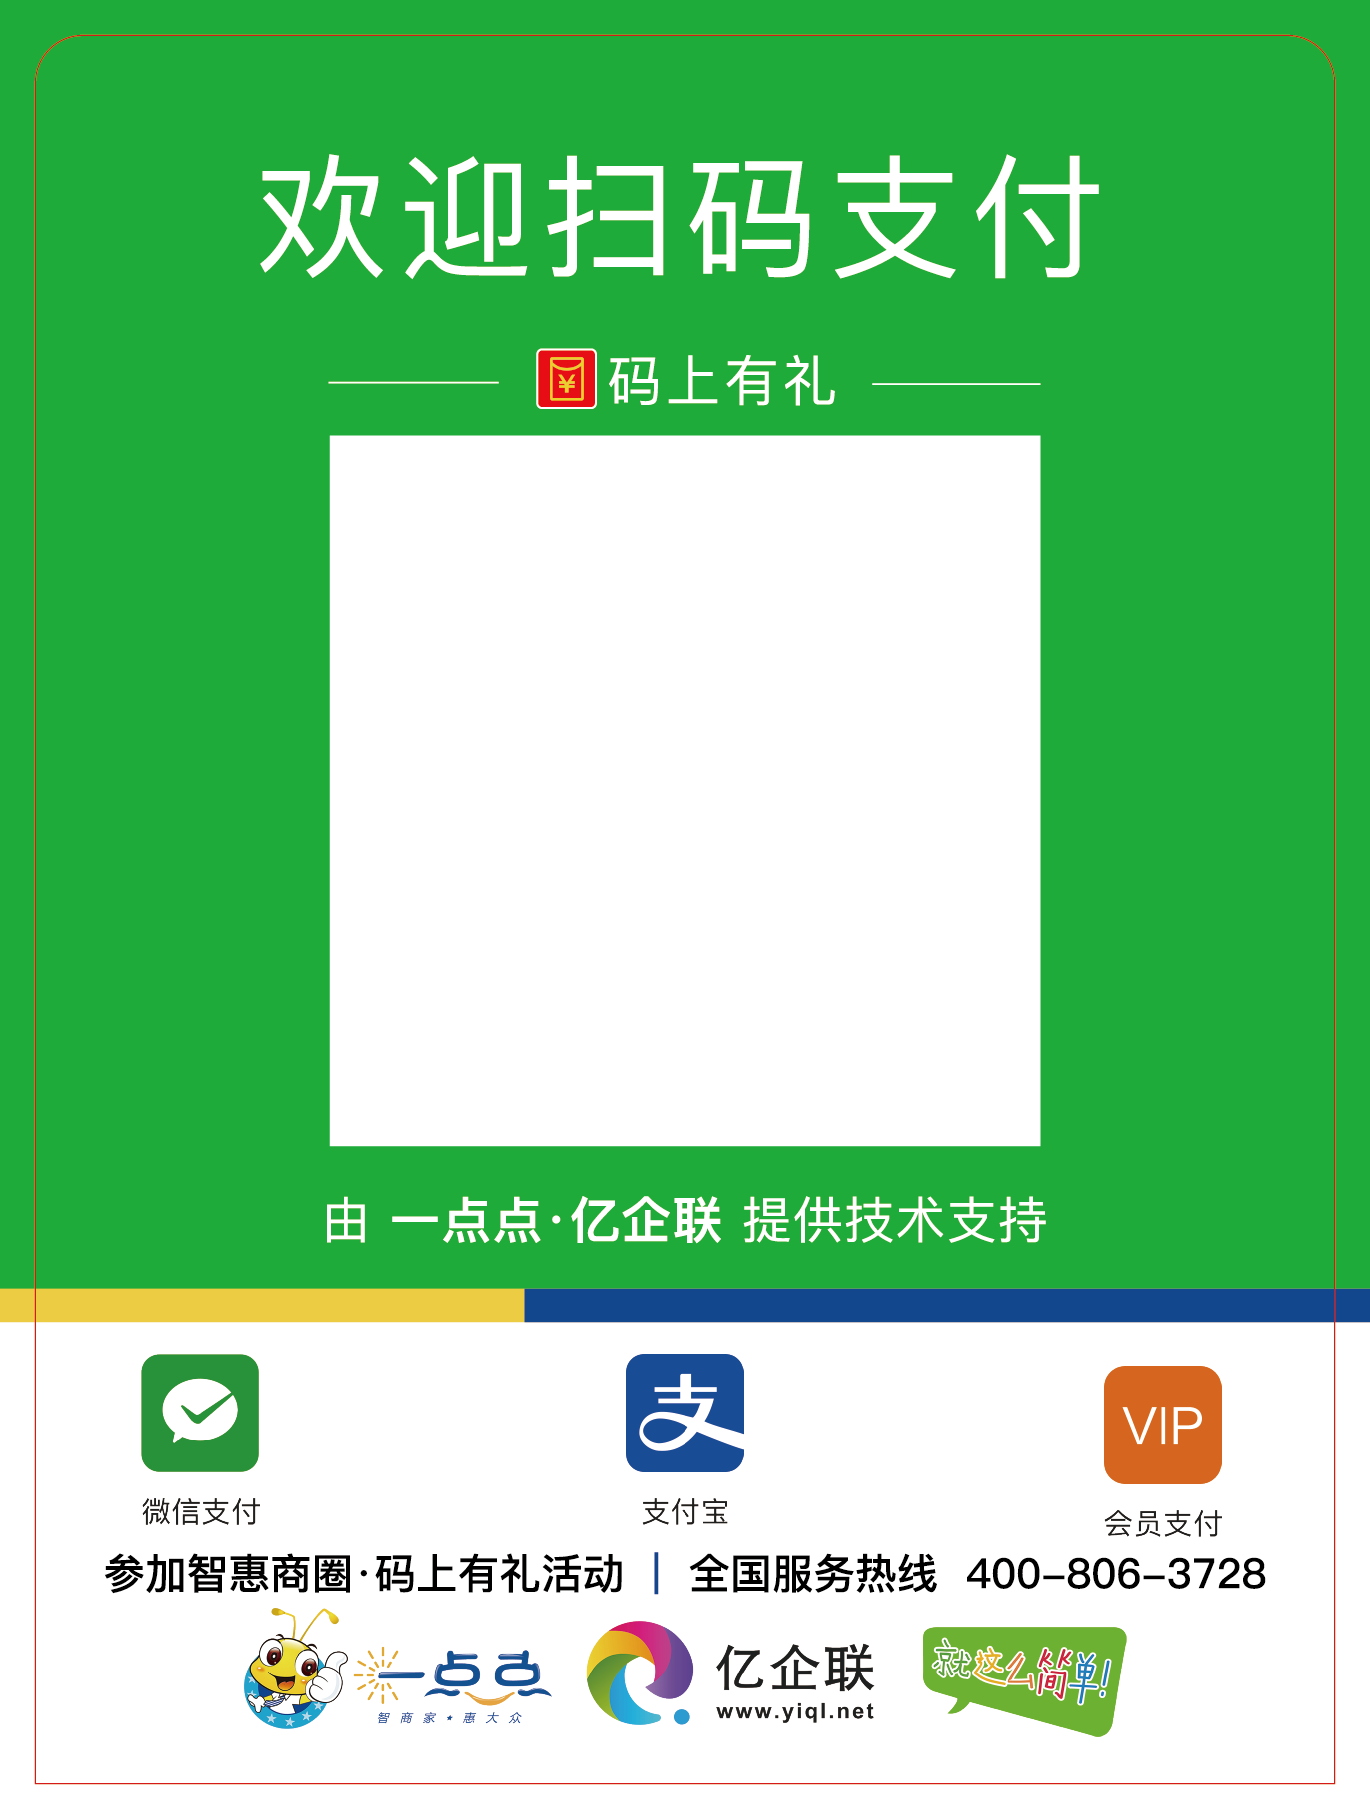 欢迎扫码支付
¥ 码上有礼
由 一点点·亿企联 提供技术支持
支 VIP
微信支付 支付宝 会员支付
参加智惠商圈·码上有礼活动 | 全国服务热线 400-806-3728
一点点 亿企联 就这么简单!
智商家★惠大众 www.yiql.net